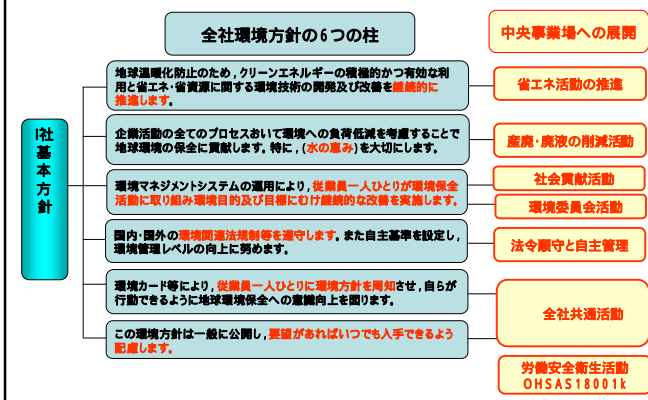 全社環境方針の6つの柱
中央事業場への展開
I社基本方針
地球温暖化防止のため，クリーンエネルギーの積極的かつ有効な利
用と省エネ・省資源に関する環境技術の開発及び改善を継続的に
推進します。
省エネ活動の推進
企業活動の全てのプロセスおいて環境への負荷低減を考慮することで
地球環境の保全に貢献します。特に，(水の恵み)を大切にします。
産廃・廃液の削減活動
環境マネジメントシステムの運用により，従業員一人ひとりが環境保全
活動に取り組み環境目的及び目標にむけ継続的な改善を実施します。
社会貢献活動
環境委員会活動
国内・国外の環境関連法規制等を遵守します。また自主基準を設定し，
環境管理レベルの向上に努めます。
法令順守と自主管理
環境カード等により，従業員一人ひとりに環境方針を周知させ，自らが
行動できるように地球環境保全への意識向上を図ります。
全社共通活動
この環境方針は一般に公開し，要望があればいつでも入手できるよう
配慮します。
労働安全衛生活動
OHSAS18001k